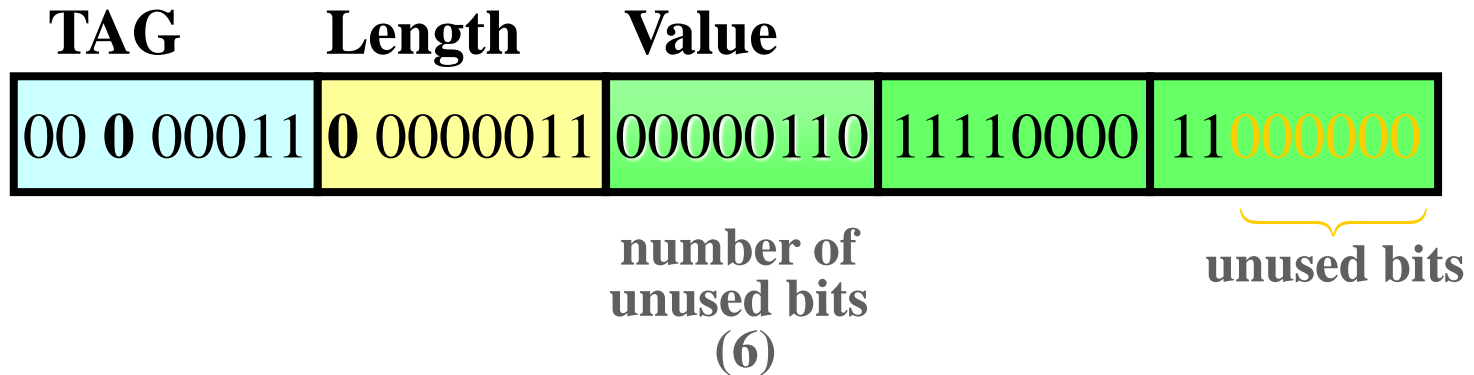 TAG Length Value
00 0 00011 0 0000011 00000110 11110000 11000000
number of
unused bits
(6)
unused bits